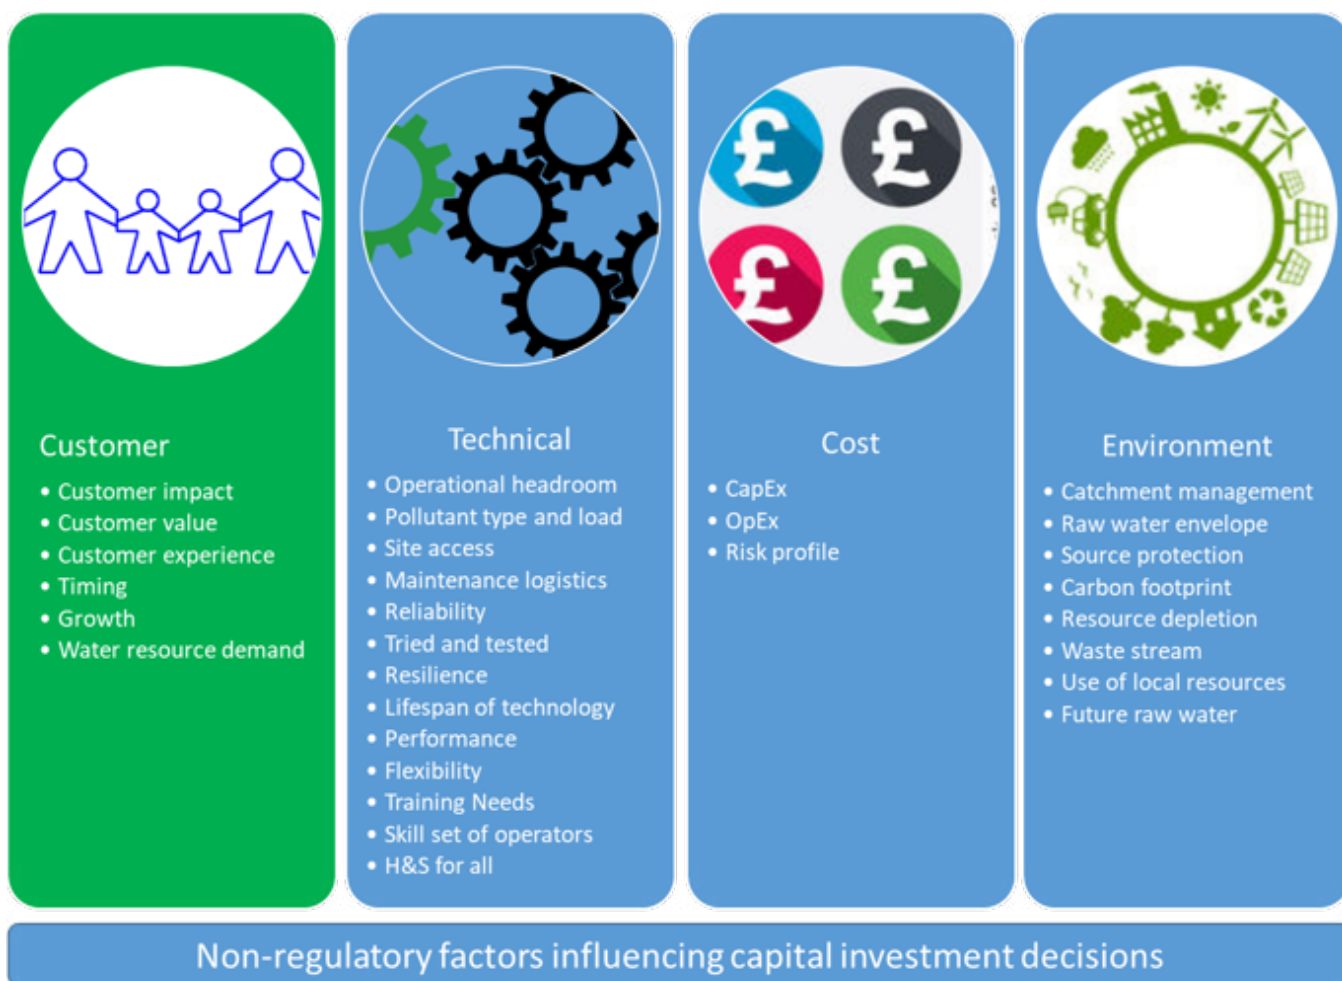 £
£
£
£
Customer
• Customer impact
• Customer value
• Customer experience
• Timing
• Growth
• Water resource demand
Technical
• Operational headroom
• Pollutant type and load
• Site access
• Maintenance logistics
• Reliability
• Tried and tested
• Resilience
• Lifespan of technology
• Performance
• Flexibility
• Training Needs
• Skill set of operators
• H&S for all
Cost
• CapEx
• OpEx
• Risk profile
Environment
• Catchment management
• Raw water envelope
• Source protection
• Carbon footprint
• Resource depletion
• Waste stream
• Use of local resources
• Future raw water
Non-regulatory factors influencing capital investment decisions